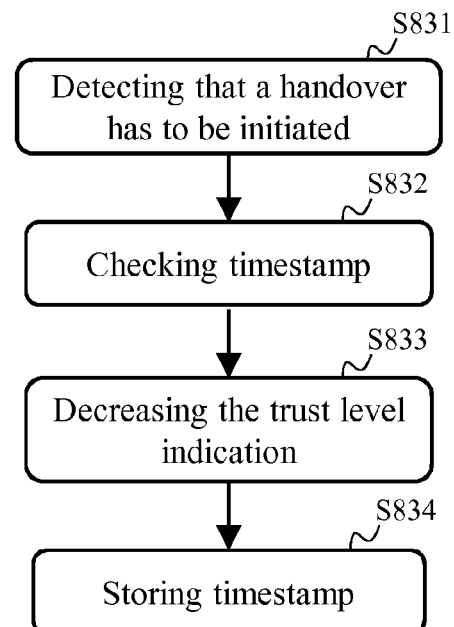 S831
Detecting that a handover
has to be initiated
S832
Checking timestamp
S833
Decreasing the trust level
indication
S834
Storing timestamp